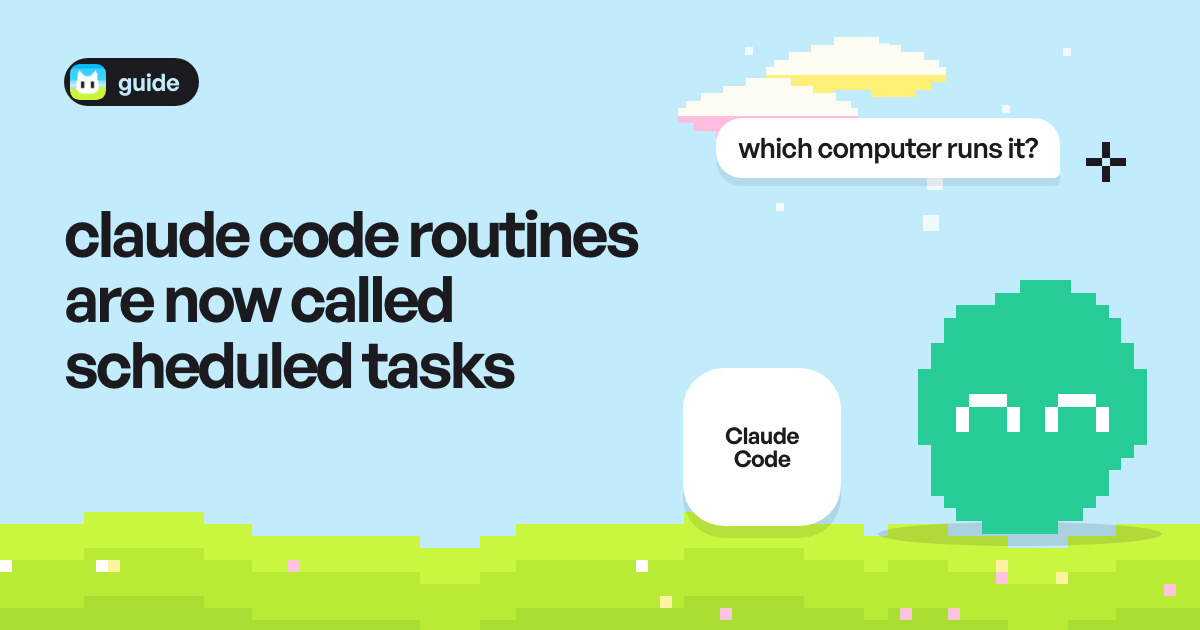 guide
which computer runs it?
claude code routines
are now called
scheduled tasks
Claude
Code